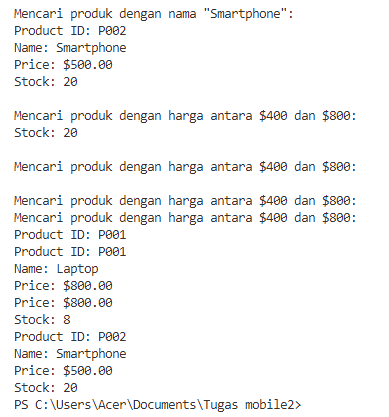 Mencari produk dengan nama "Smartphone":
Product ID: P002
Name: Smartphone
Price: $500.00
Stock: 20
Mencari produk dengan harga antara $400 dan $800:
Stock: 20
Mencari produk dengan harga antara $400 dan $800:
Mencari produk dengan harga antara $400 dan $800:
Mencari produk dengan harga antara $400 dan $800:
Product ID: P001
Product ID: P001
Name: Laptop
Price: $800.00
Price: $800.00
Stock: 8
Product ID: P002
Name: Smartphone
Price: $500.00
Stock: 20
PS C:\Users\Acer\Documents\Tugas mobile2>